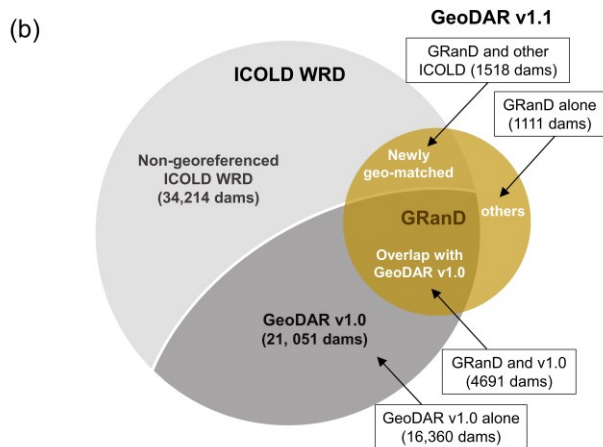 (b)
GeoDAR v1.1
GRanD and other
ICOLD (1518 dams)
ICOLD WRD
GRanD alone
(1111 dams)
Non-georeferenced
ICOLD WRD
(34,214 dams)
Newly
geo-matched
others
GRanD
Overlap with
GeoDAR v1.0
GeoDAR v1.0
(21, 051 dams)
GRanD and v1.0
(4691 dams)
GeoDAR v1.0 alone
(16,360 dams)